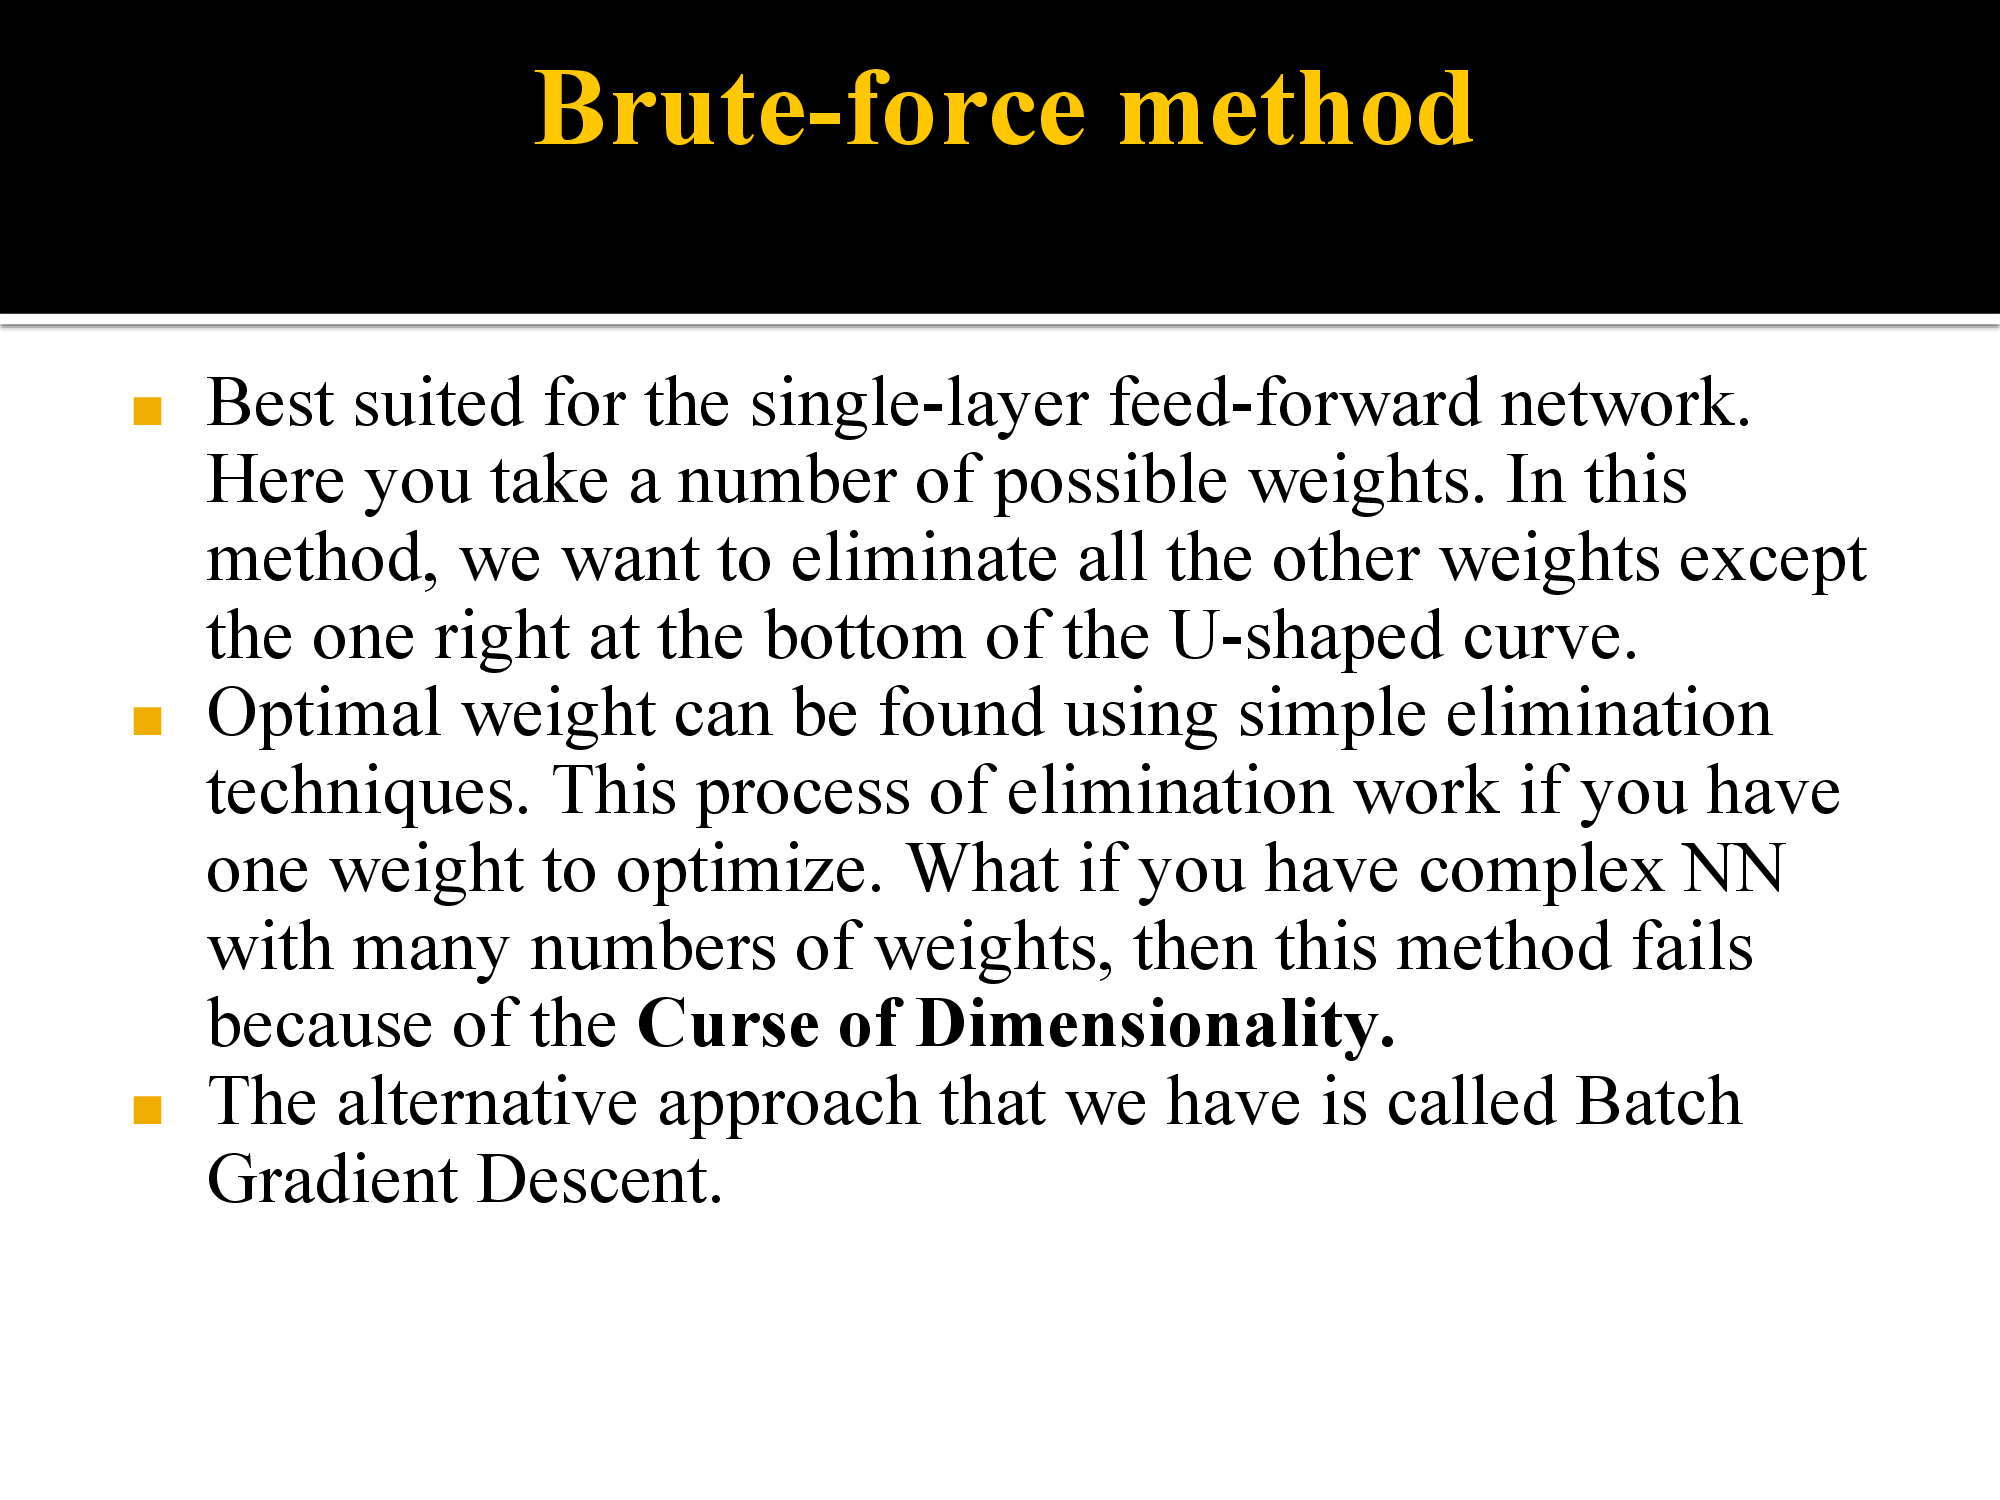 Brute-force method
Best suited for the single-layer feed-forward network.
Here you take a number of possible weights. In this
method, we want to eliminate all the other weights except
the one right at the bottom of the U-shaped curve.
Optimal weight can be found using simple elimination
techniques. This process of elimination work if you have
one weight to optimize. What if you have complex NN
with many numbers of weights, then this method fails
because of the Curse of Dimensionality.
The alternative approach that we have is called Batch
Gradient Descent.